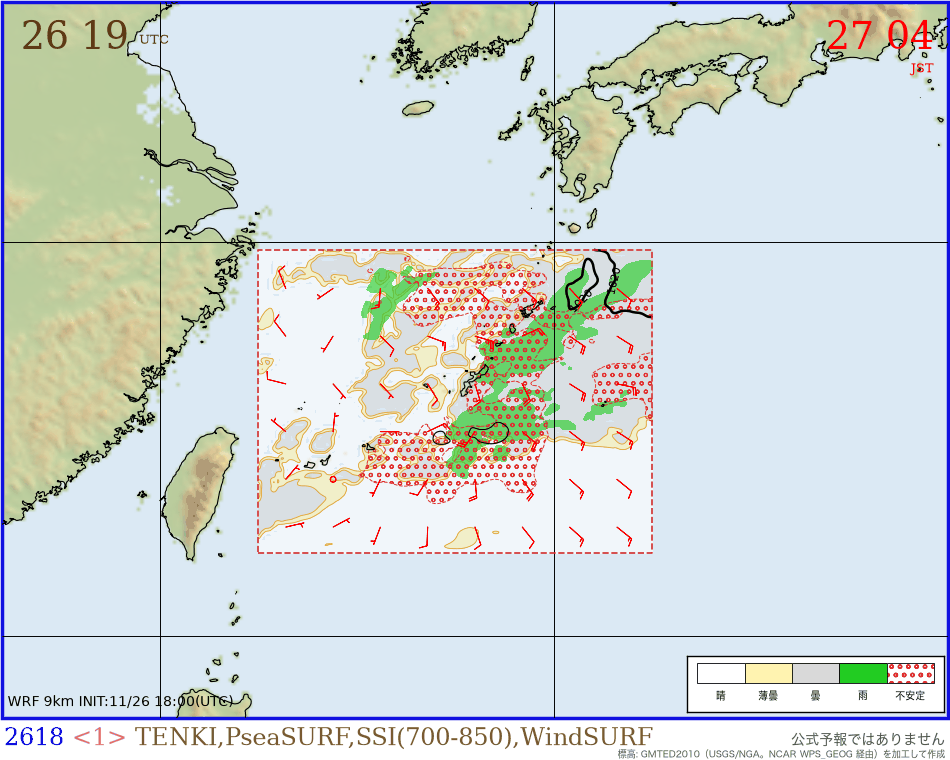 26 19 UTC
27 04
JST
晴 薄曇 曇 雨 不安定
WRF 9km INIT:11/26 18:00(UTC)
2618 <1> TENKI,PseaSURF,SSI(700-850),WindSURF
公式予報ではありません
標高: GMTED2010（USGS/NGA。NCAR WPS_GEOG 経由）を加工して作成